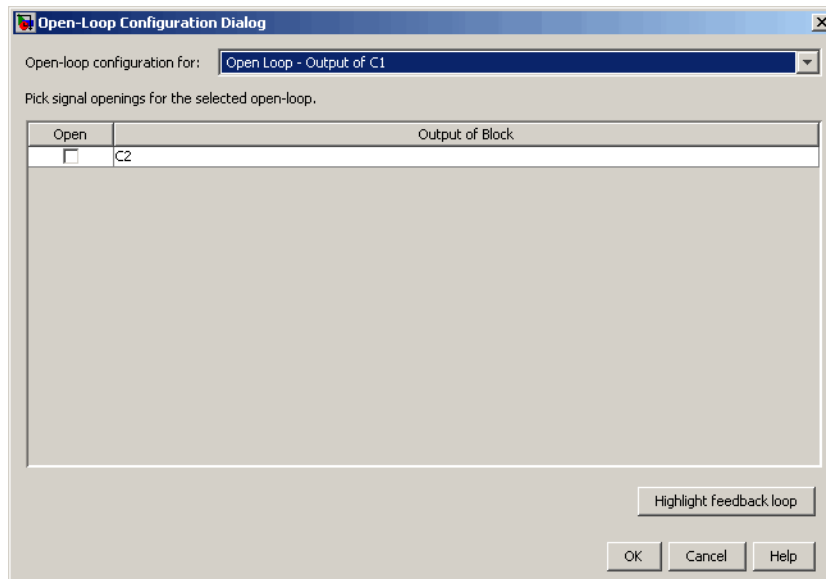 Open-Loop Configuration Dialog
Open-loop configuration for: Open Loop - Output of C1
Pick signal openings for the selected open-loop.
Open Output of Block
C2
Highlight feedback loop
OK Cancel Help